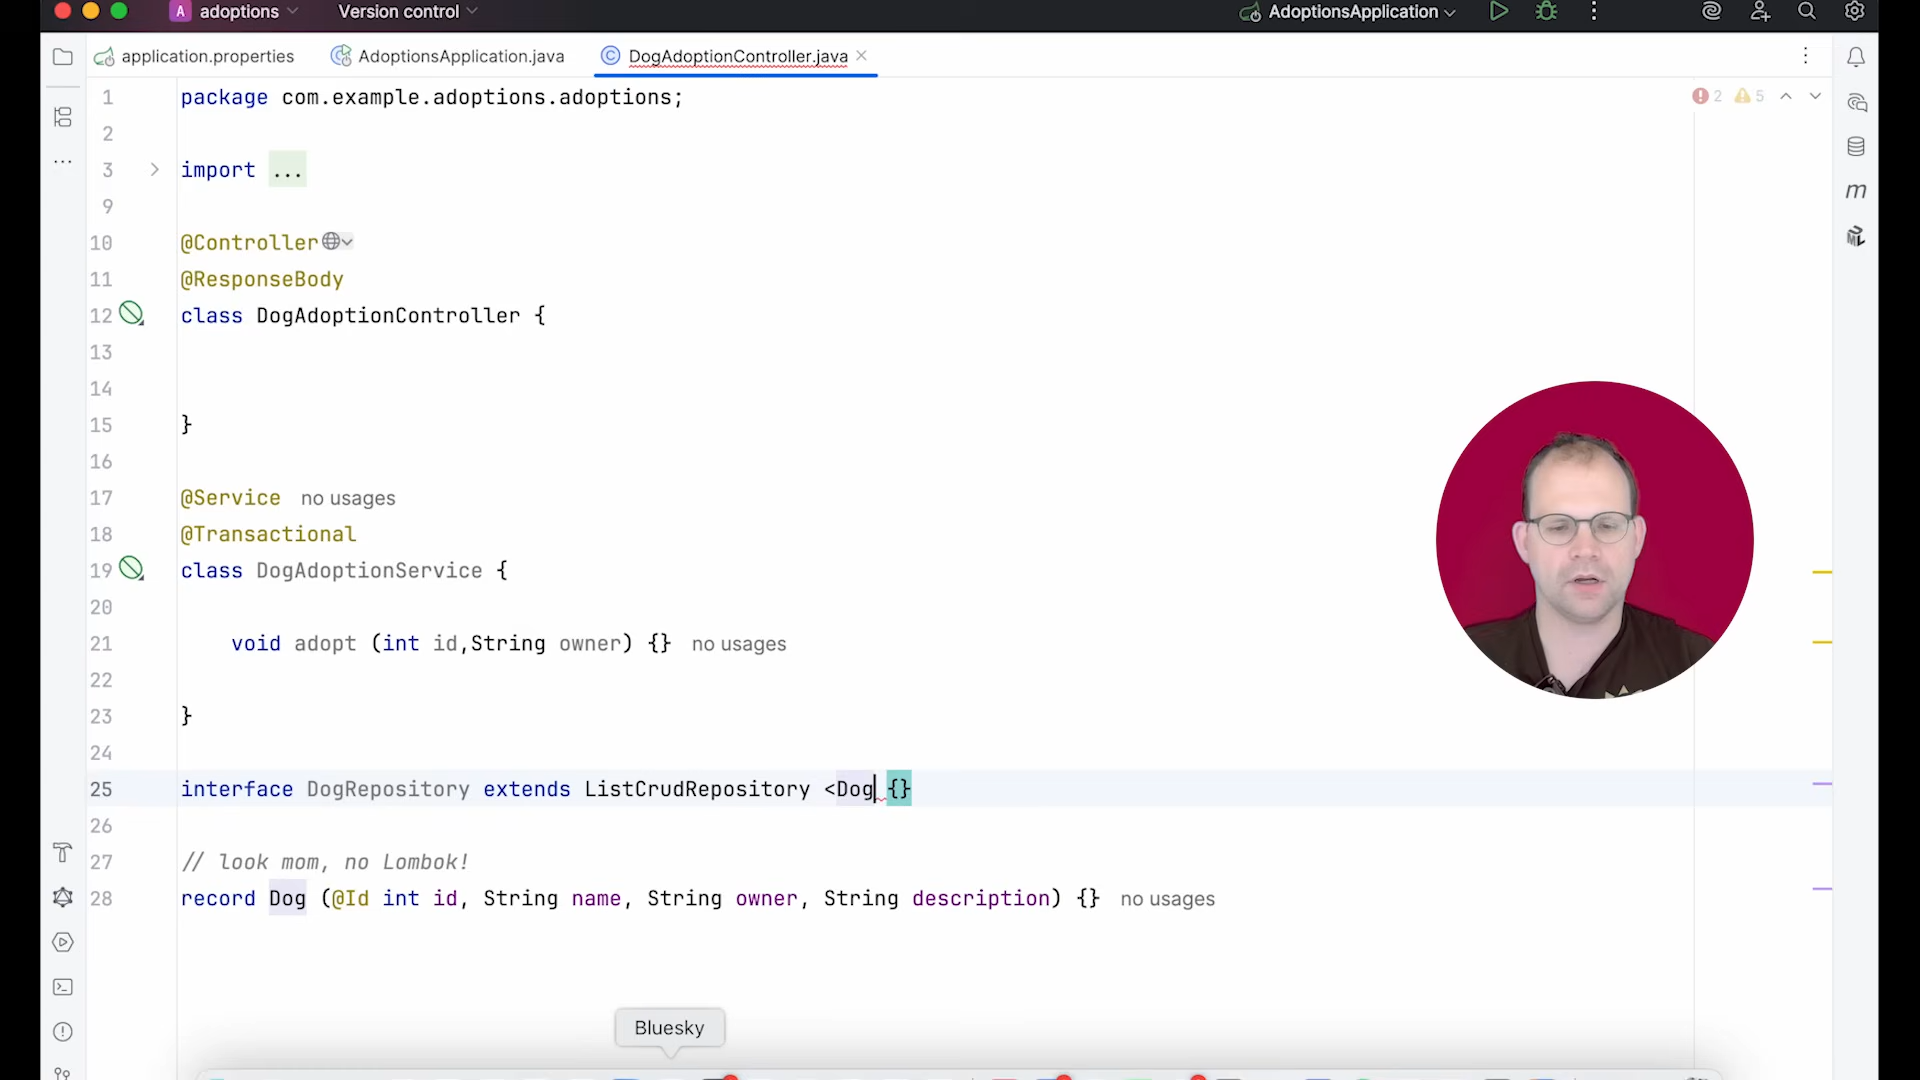 A adoptions Version control AdoptionsApplication
application.properties AdoptionsApplication.java DogAdoptionController.java
1 package com.example.adoptions.adoptions; 2 5
2
3 import ...
9
10 @Controller
11 @ResponseBody
12 class DogAdoptionController {
13
14
15 }
16
17 @Service no usages
18 @Transactional
19 class DogAdoptionService {
20
21 void adopt (int id,String owner) {} no usages
22
23 }
24
25 interface DogRepository extends ListCrudRepository <Dog {}
26
27 // look mom, no Lombok!
28 record Dog (@Id int id, String name, String owner, String description) {} no usages
Bluesky